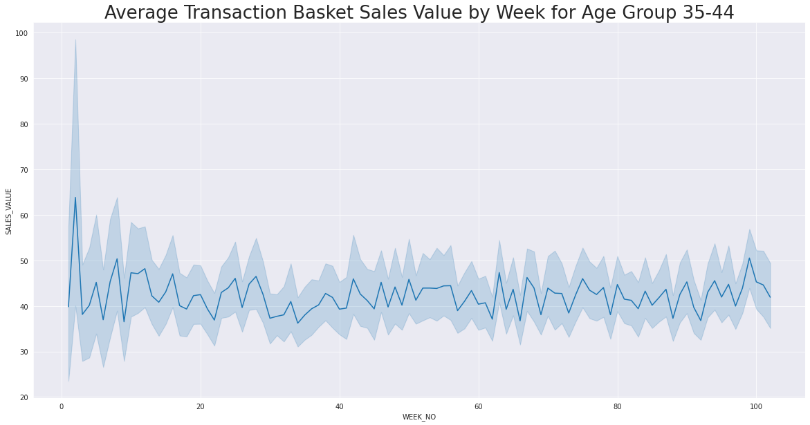 Average Transaction Basket Sales Value by Week for Age Group 35-44
100
90
80
70
60
50
40
30
20
SALES_VALUE
0 20 40 60 80 100
WEEK_NO